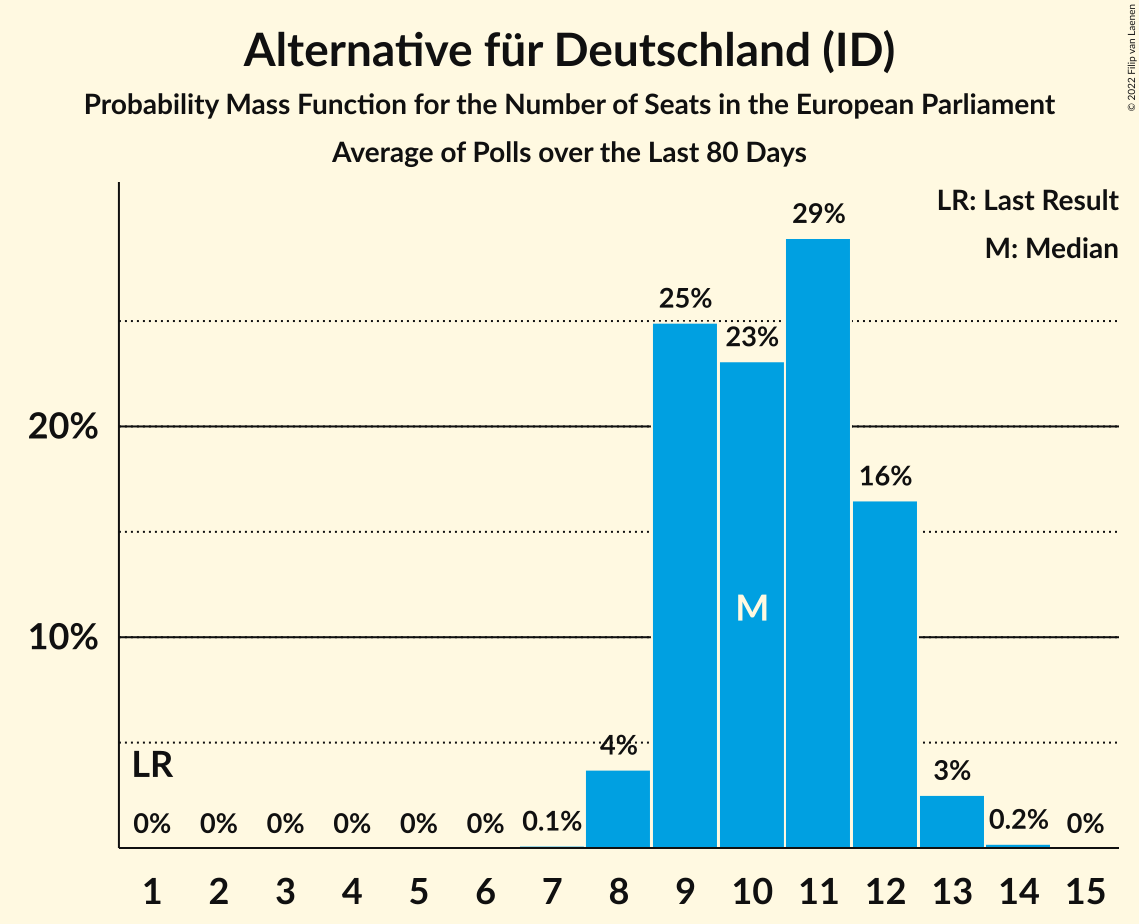 Alternative für Deutschland (ID)
Probability Mass Function for the Number of Seats in the European Parliament
Average of Polls over the Last 80 Days
© 2022 Filip van Laenen
LR: Last Result
M: Median
29%
25%
23%
20%
16%
M
10%
LR
4%
3%
0% 0% 0% 0% 0% 0% 0.1% 0.2% 0%
1 2 3 4 5 6 7 8 9 10 11 12 13 14 15